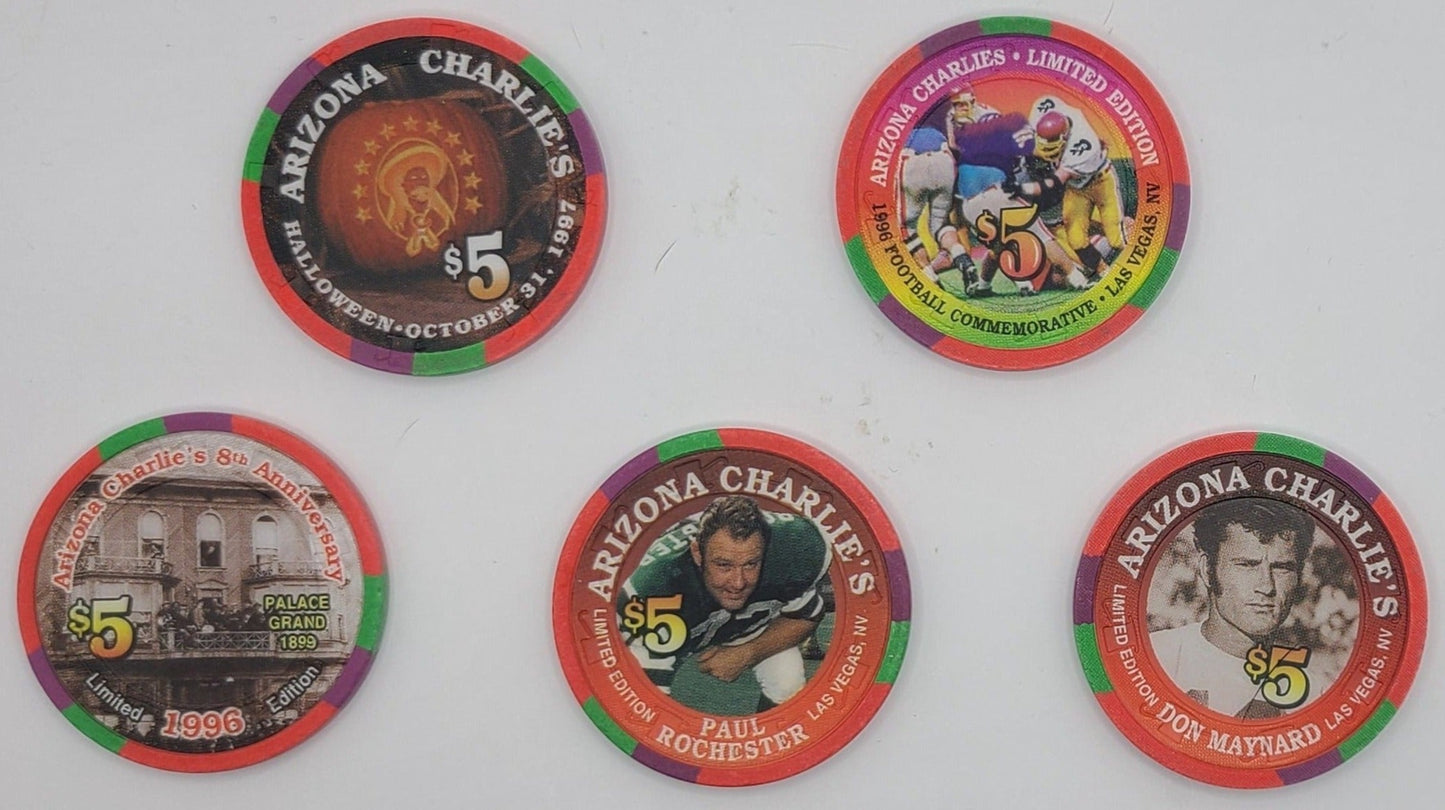 ARIZONA CHARLIE'S
$5
HALLOWEEN • OCTOBER 31, 1997
ARIZONA CHARLIES • LIMITED EDITION
$5
1996 FOOTBALL COMMEMORATIVE • LAS VEGAS, NV
Arizona Charlie's 8th Anniversary
$5
PALACE
GRAND
1899
Limited 1996 Edition
ARIZONA CHARLIE'S
$5
LIMITED EDITION
PAUL
ROCHESTER
LAS VEGAS, NV
ARIZONA CHARLIE'S
$5
LIMITED EDITION
DON MAYNARD
LAS VEGAS, NV